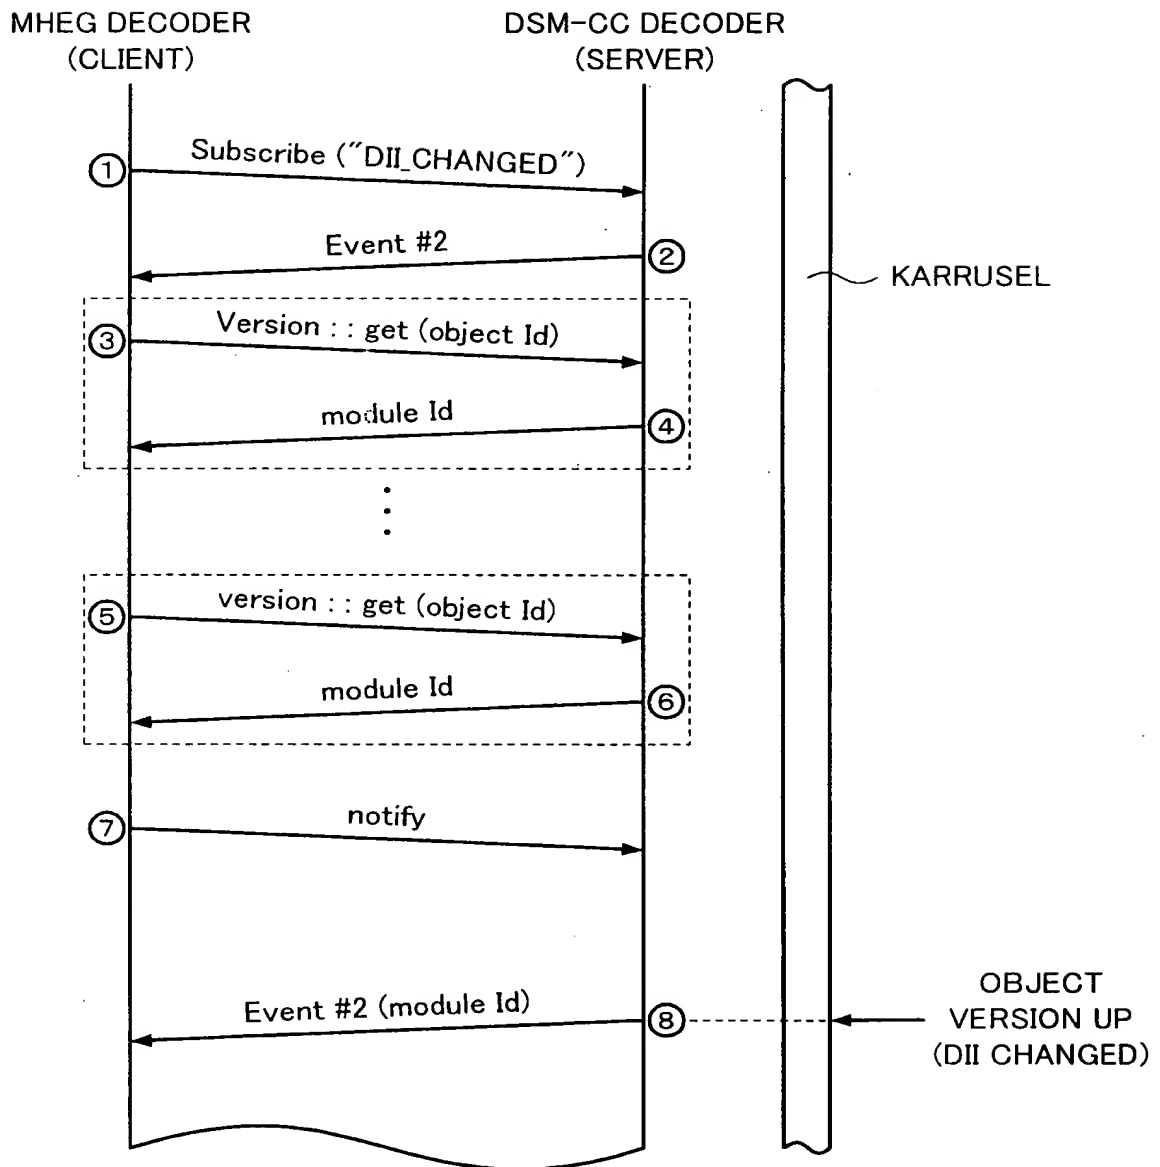 MHEG DECODER
(CLIENT)
DSM-CC DECODER
(SERVER)
① Subscribe ("DII_CHANGED")
Event #2 ②
KARRUSEL
③ Version : : get (object Id)
module Id ④
⑤ version : : get (object Id)
module Id ⑥
⑦ notify
Event #2 (module Id) ⑧
OBJECT
VERSION UP
(DII CHANGED)